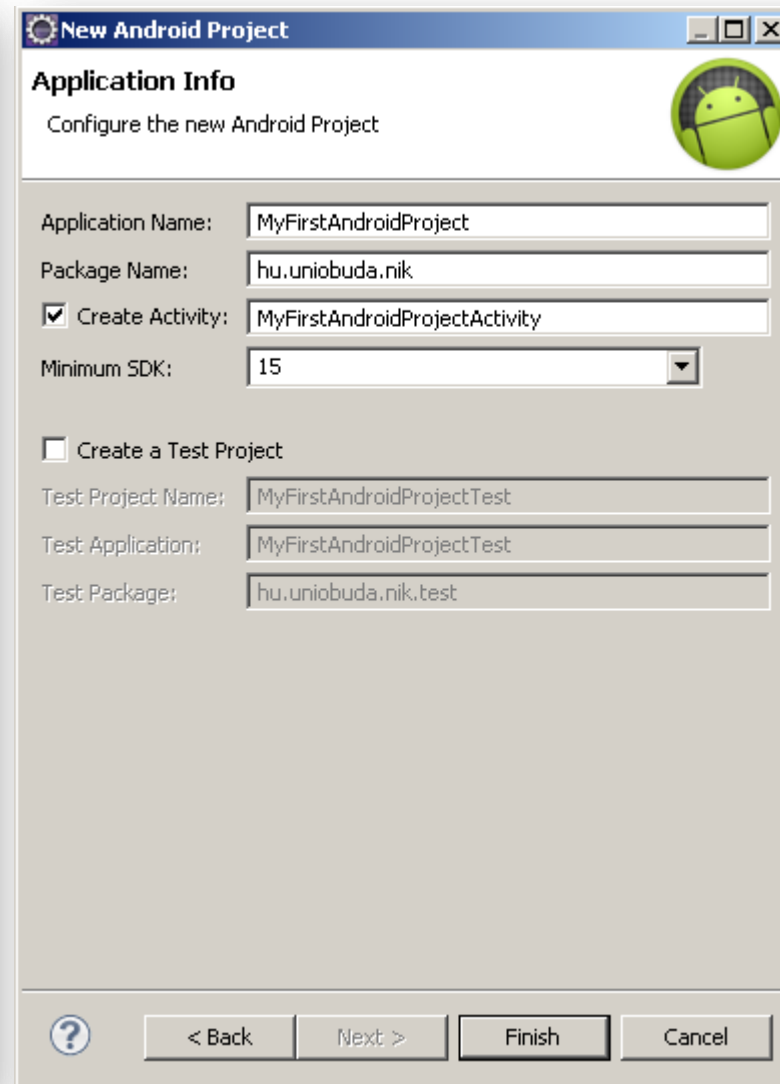 New Android Project
Application Info
Configure the new Android Project
Application Name: MyFirstAndroidProject
Package Name: hu.uniobuda.nik
Create Activity: MyFirstAndroidProjectActivity
Minimum SDK: 15
Create a Test Project
Test Project Name: MyFirstAndroidProjectTest
Test Application: MyFirstAndroidProjectTest
Test Package: hu.uniobuda.nik.test
? < Back Next > Finish Cancel